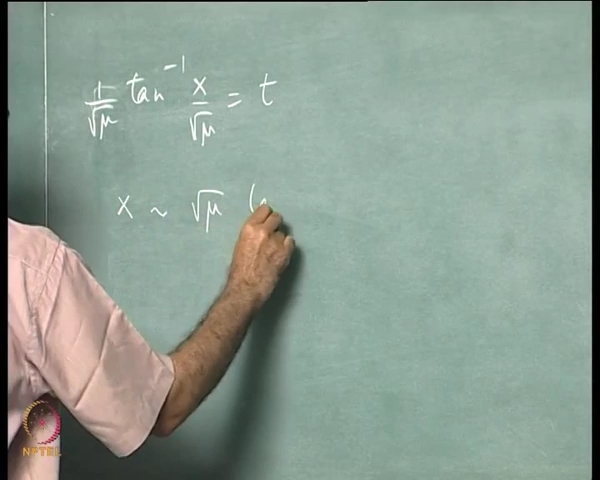 1/√μ tan⁻¹ x/√μ = t
x ~ √μ (
NPTEL